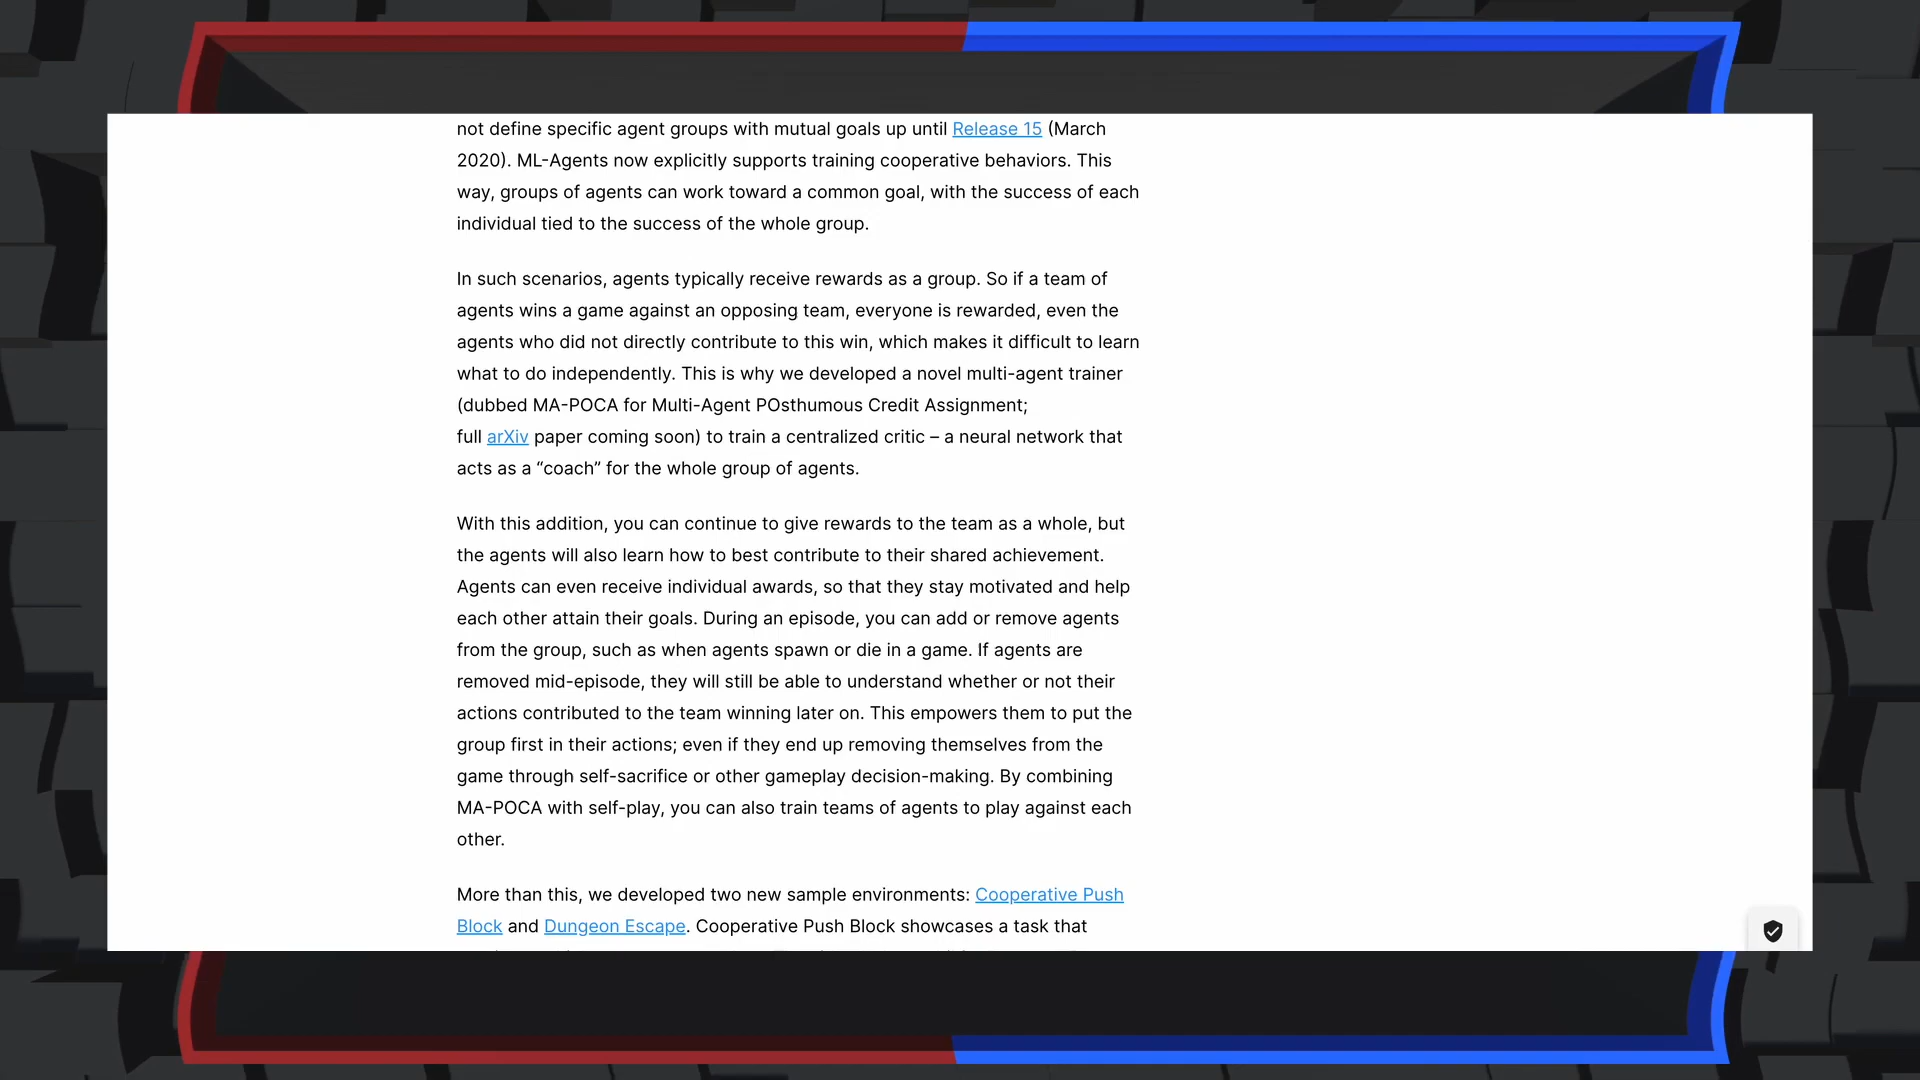 not define specific agent groups with mutual goals up until Release 15 (March
2020). ML-Agents now explicitly supports training cooperative behaviors. This
way, groups of agents can work toward a common goal, with the success of each
individual tied to the success of the whole group.
In such scenarios, agents typically receive rewards as a group. So if a team of
agents wins a game against an opposing team, everyone is rewarded, even the
agents who did not directly contribute to this win, which makes it difficult to learn
what to do independently. This is why we developed a novel multi-agent trainer
(dubbed MA-POCA for Multi-Agent POsthumous Credit Assignment;
full arXiv paper coming soon) to train a centralized critic – a neural network that
acts as a “coach” for the whole group of agents.
With this addition, you can continue to give rewards to the team as a whole, but
the agents will also learn how to best contribute to their shared achievement.
Agents can even receive individual awards, so that they stay motivated and help
each other attain their goals. During an episode, you can add or remove agents
from the group, such as when agents spawn or die in a game. If agents are
removed mid-episode, they will still be able to understand whether or not their
actions contributed to the team winning later on. This empowers them to put the
group first in their actions; even if they end up removing themselves from the
game through self-sacrifice or other gameplay decision-making. By combining
MA-POCA with self-play, you can also train teams of agents to play against each
other.
More than this, we developed two new sample environments: Cooperative Push
Block and Dungeon Escape. Cooperative Push Block showcases a task that